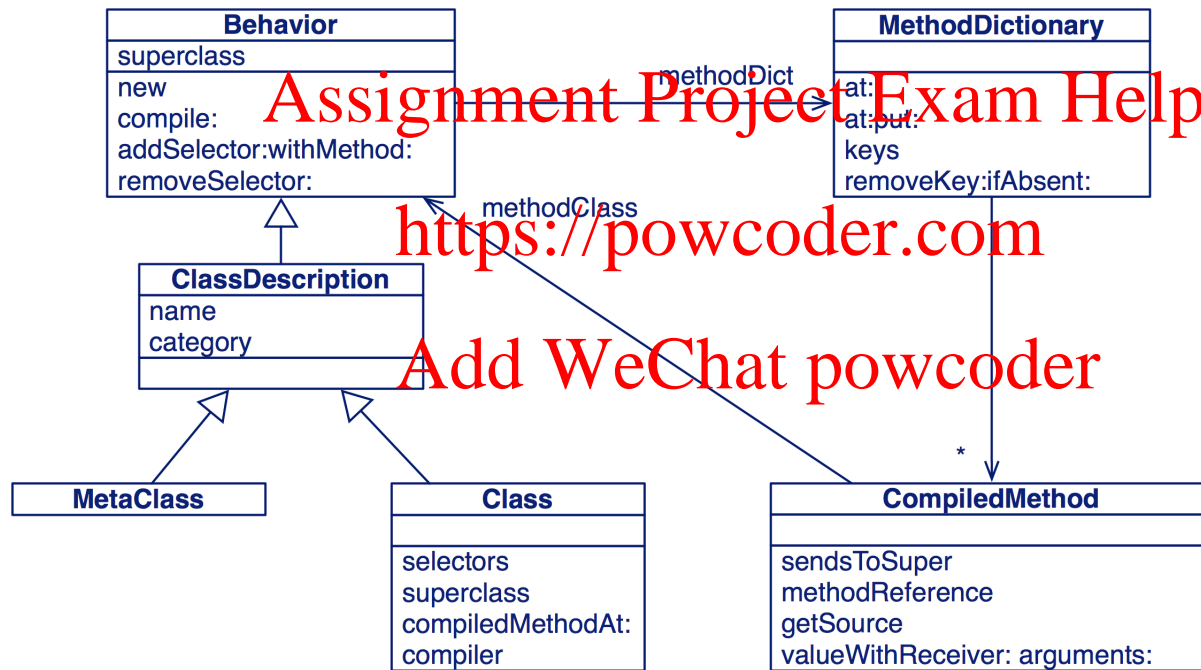 Behavior
superclass
new
compile:
addSelector:withMethod:
removeSelector:
methodDict
MethodDictionary
at:
at:put:
keys
removeKey:ifAbsent:
Assignment Project Exam Help
methodClass
https://powcoder.com
ClassDescription
name
category
Add WeChat powcoder
*
MetaClass
Class
selectors
superclass
compiledMethodAt:
compiler
CompiledMethod
sendsToSuper
methodReference
getSource
valueWithReceiver: arguments: